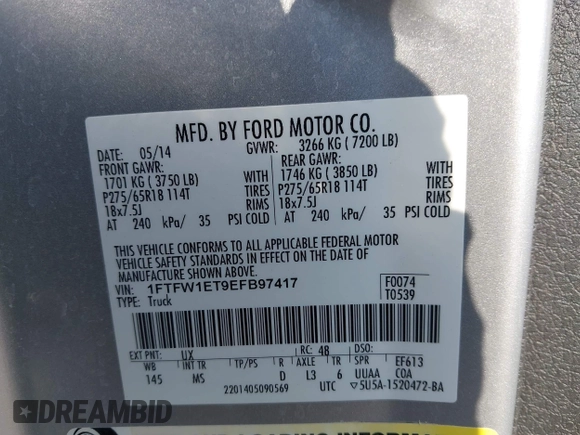 MFD. BY FORD MOTOR CO.
DATE: 05/14 GVWR: 3266 KG ( 7200 LB)
FRONT GAWR: REAR GAWR:
1701 KG ( 3750 LB) WITH 1746 KG ( 3850 LB) WITH
P275/65R18 114T TIRES P275/65R18 114T TIRES
18x7.5J RIMS 18x7.5J RIMS
AT 240 kPa/ 35 PSI COLD AT 240 kPa/ 35 PSI COLD
THIS VEHICLE CONFORMS TO ALL APPLICABLE FEDERAL MOTOR
VEHICLE SAFETY STANDARDS IN EFFECT ON THE DATE OF
MANUFACTURE SHOWN ABOVE.
VIN: 1FTFW1ET9EFB97417 F0074
TYPE: Truck T0539
EXT PNT: UX RC: 48 DSO:
WB INT TR TP/PS R AXLE TR SPR EF613
145 MS D L3 6 UUAA COA
2201405090569 UTC 5U5A-1520472-BA
DREAMBID